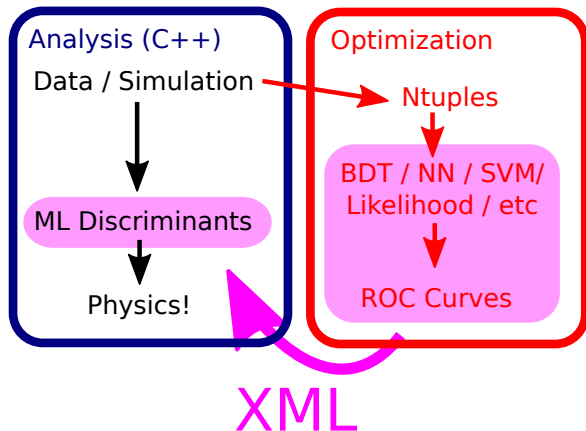 Analysis (C++)
Data / Simulation
ML Discriminants
Physics!
Optimization
Ntuples
BDT / NN / SVM/
Likelihood / etc
ROC Curves
XML